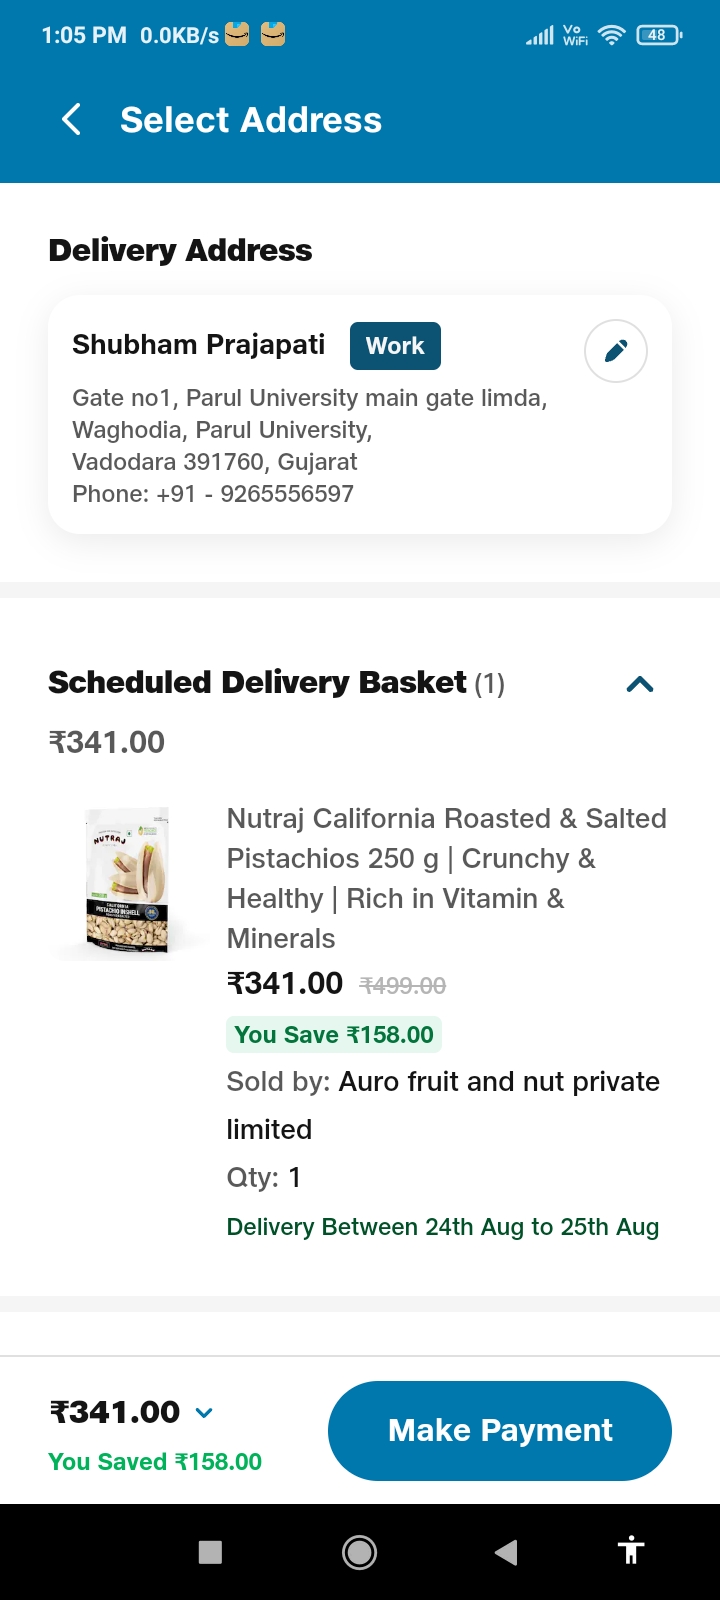 1:05 PM 0.0KB/s
Vo
WiFi
48
Select Address
Delivery Address
Shubham Prajapati Work
Gate no1, Parul University main gate limda,
Waghodia, Parul University,
Vadodara 391760, Gujarat
Phone: +91 - 9265556597
Scheduled Delivery Basket (1)
₹341.00
NUTRAJ
CALIFORNIA
PISTACHIO INSHELL
Nutraj California Roasted & Salted
Pistachios 250 g | Crunchy &
Healthy | Rich in Vitamin &
Minerals
₹341.00 ₹499.00
You Save ₹158.00
Sold by: Auro fruit and nut private
limited
Qty: 1
Delivery Between 24th Aug to 25th Aug
₹341.00
You Saved ₹158.00
Make Payment